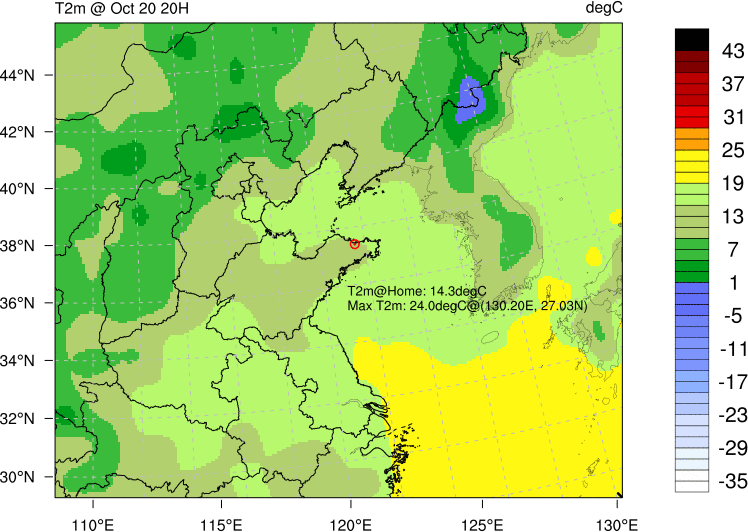 T2m @ Oct 20 20H
degC
44°N
42°N
40°N
38°N
36°N
34°N
32°N
30°N
T2m@Home: 14.3degC
Max T2m: 24.0degC@(130.20E, 27.03N)
110°E
115°E
120°E
125°E
130°E
43
37
31
25
19
13
7
1
-5
-11
-17
-23
-29
-35